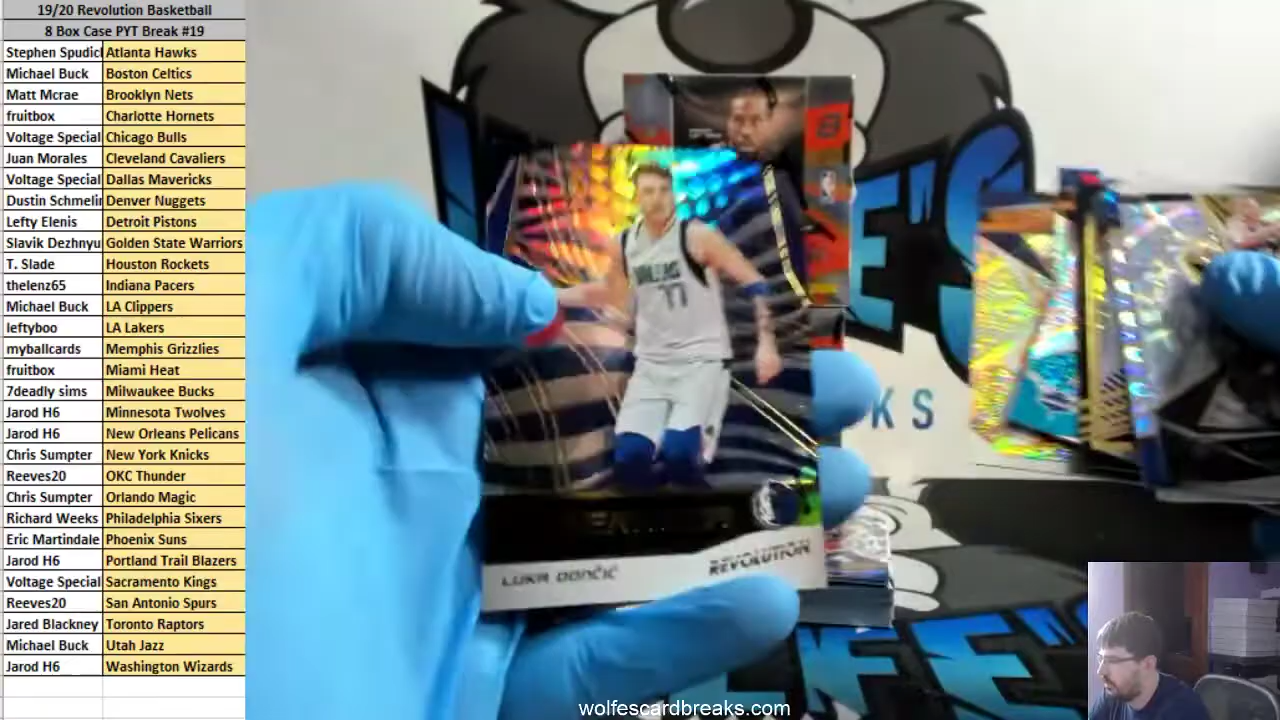 19/20 Revolution Basketball
8 Box Case PYT Break #19
Stephen Spudicl Atlanta Hawks
Michael Buck Boston Celtics
Matt Mcrae Brooklyn Nets
fruitbox Charlotte Hornets
Voltage Special Chicago Bulls
Juan Morales Cleveland Cavaliers
Voltage Special Dallas Mavericks
Dustin Schmelin Denver Nuggets
Lefty Elenis Detroit Pistons
Slavik Dezhnyu Golden State Warriors
T. Slade Houston Rockets
thelenz65 Indiana Pacers
Michael Buck LA Clippers
leftyboo LA Lakers
myballcards Memphis Grizzlies
fruitbox Miami Heat
7deadly sims Milwaukee Bucks
Jarod H6 Minnesota Twolves
Jarod H6 New Orleans Pelicans
Chris Sumpter New York Knicks
Reeves20 OKC Thunder
Chris Sumpter Orlando Magic
Richard Weeks Philadelphia Sixers
Eric Martindale Phoenix Suns
Jarod H6 Portland Trail Blazers
Voltage Special Sacramento Kings
Reeves20 San Antonio Spurs
Jared Blackney Toronto Raptors
Michael Buck Utah Jazz
Jarod H6 Washington Wizards
8
E"S
KS
77
LUKA DONČIĆ
REVOLUTION
LFE"
wolfescardbreaks.com